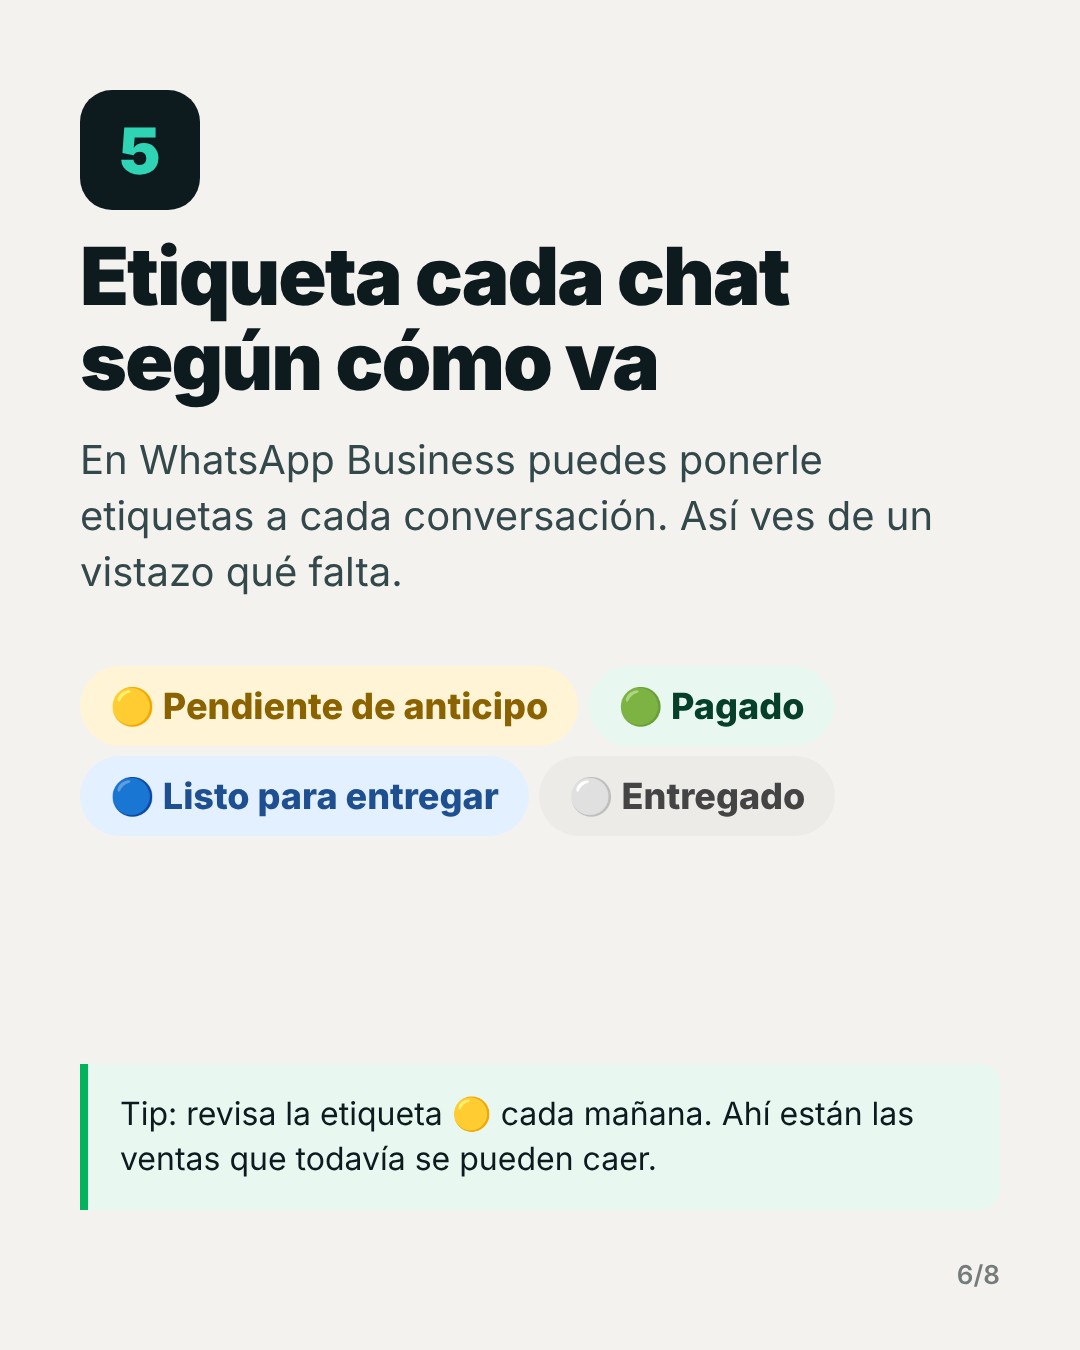 5
Etiqueta cada chat
según cómo va
En WhatsApp Business puedes ponerle
etiquetas a cada conversación. Así ves de un
vistazo qué falta.
🟡 Pendiente de anticipo 🟢 Pagado
🔵 Listo para entregar ⚪ Entregado
Tip: revisa la etiqueta 🟡 cada mañana. Ahí están las
ventas que todavía se pueden caer.
6/8